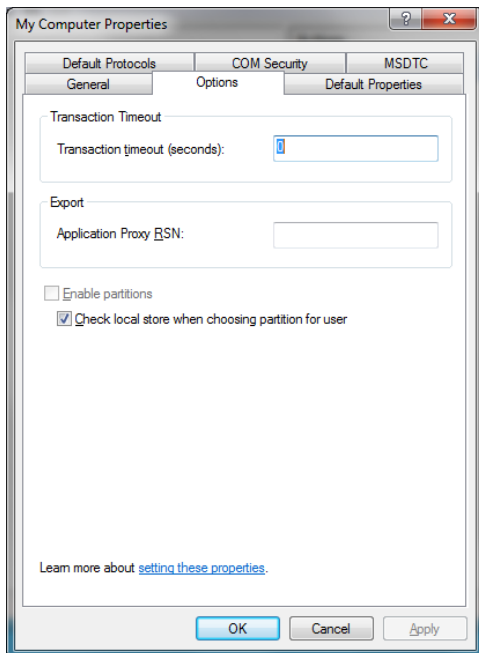 My Computer Properties
?
X
Default Protocols
COM Security
MSDTC
General
Options
Default Properties
Transaction Timeout
Transaction timeout (seconds):
0
Export
Application Proxy RSN:
Enable partitions
Check local store when choosing partition for user
Learn more about setting these properties.
OK
Cancel
Apply